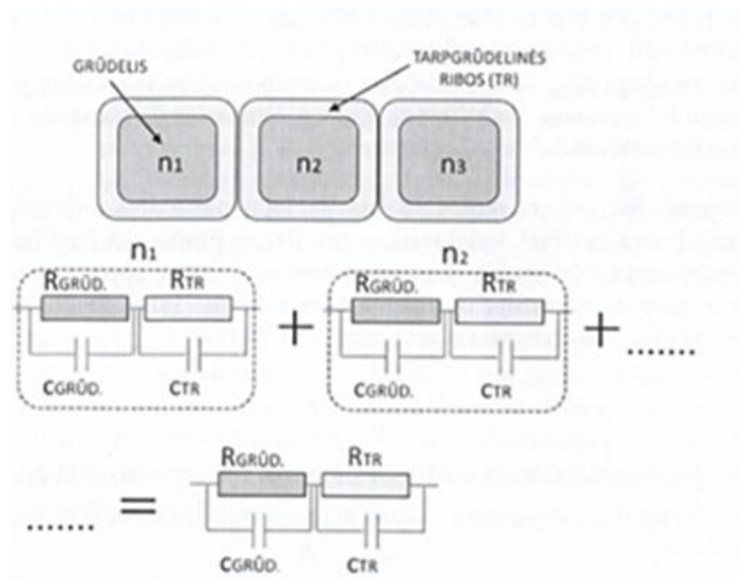 GRŪDELIS
TARPGRŪDELINĖS
RIBOS (TR)
n1 n2 n3
n1 n2
RGRŪD. RTR RGRŪD. RTR
+ + .......
CGRŪD. CTR CGRŪD. CTR
RGRŪD. RTR
....... =
CGRŪD. CTR